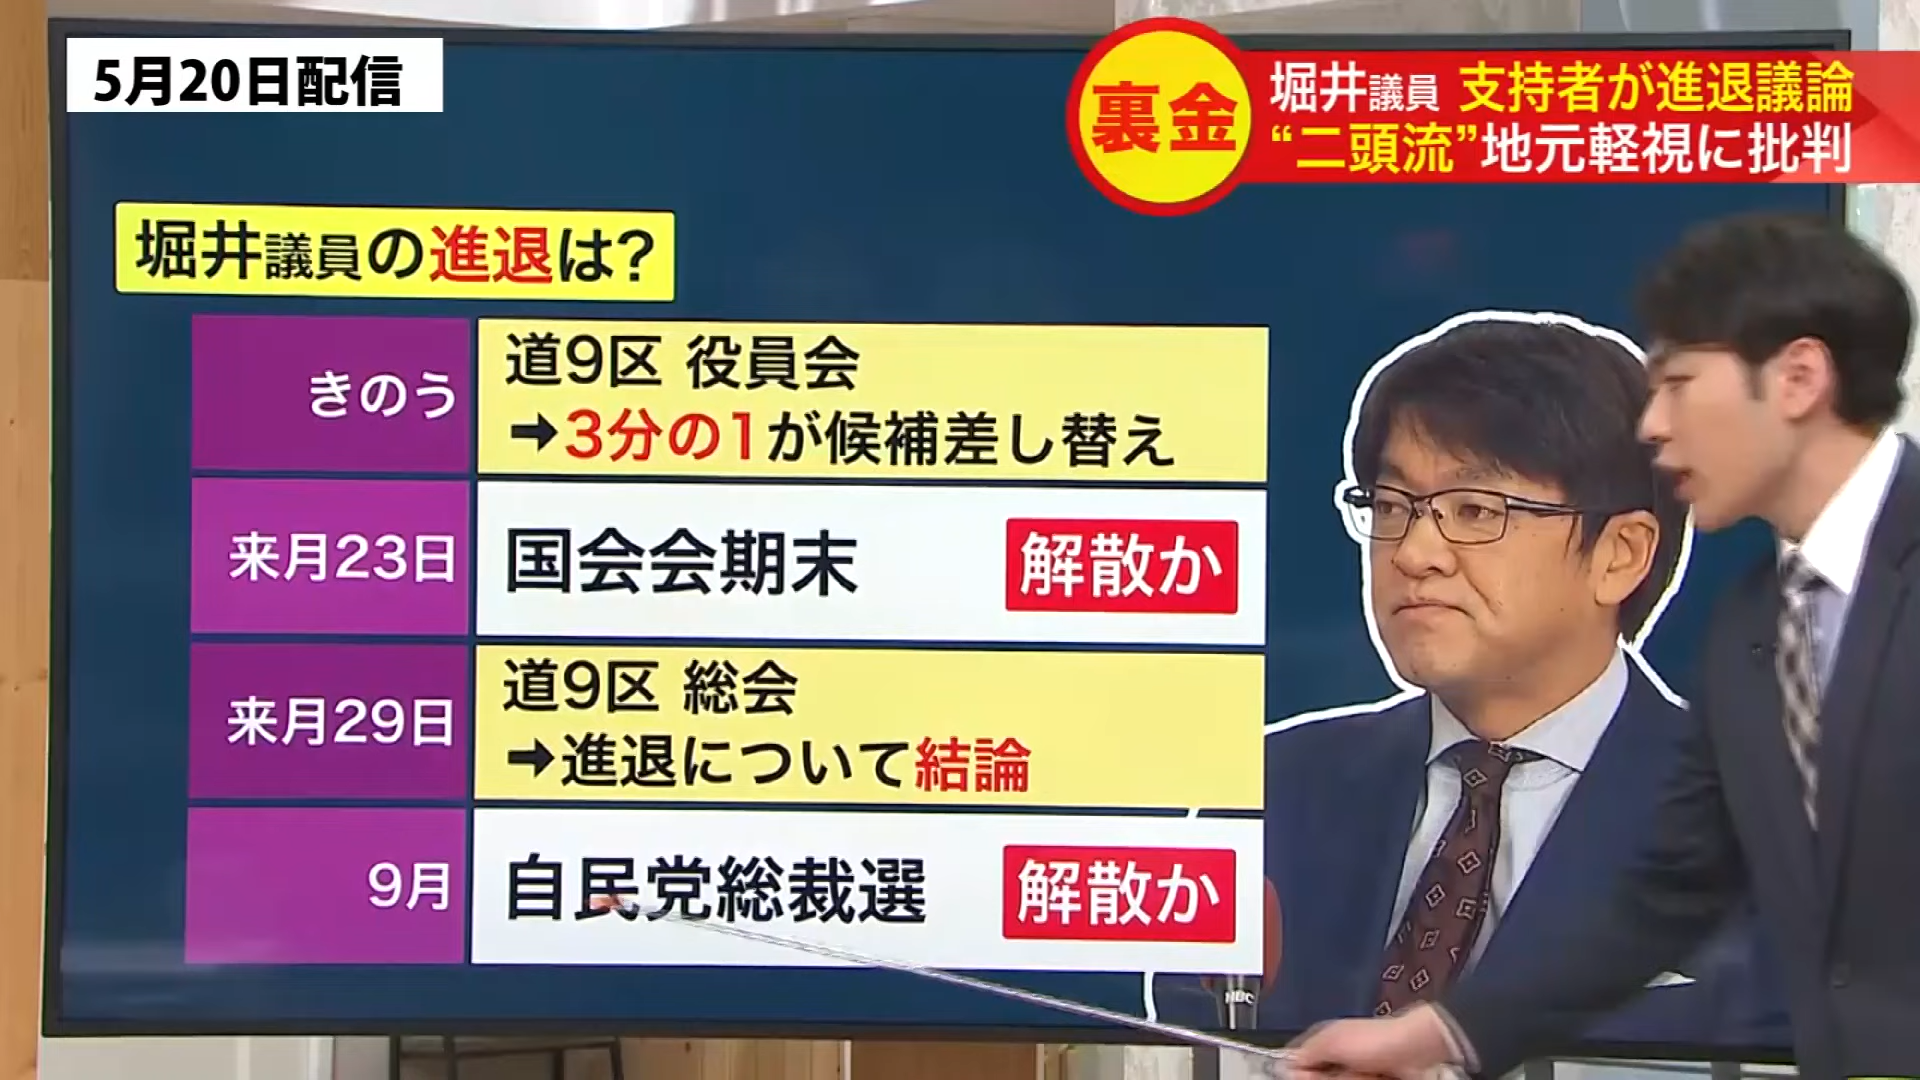 5月20日配信
裏金
堀井議員 支持者が進退議論
“二頭流”地元軽視に批判
堀井議員の進退は?
きのう
道9区 役員会
➡3分の1が候補差し替え
来月23日
国会会期末
解散か
来月29日
道9区 総会
➡進退について結論
9月
自民党総裁選
解散か
HBC